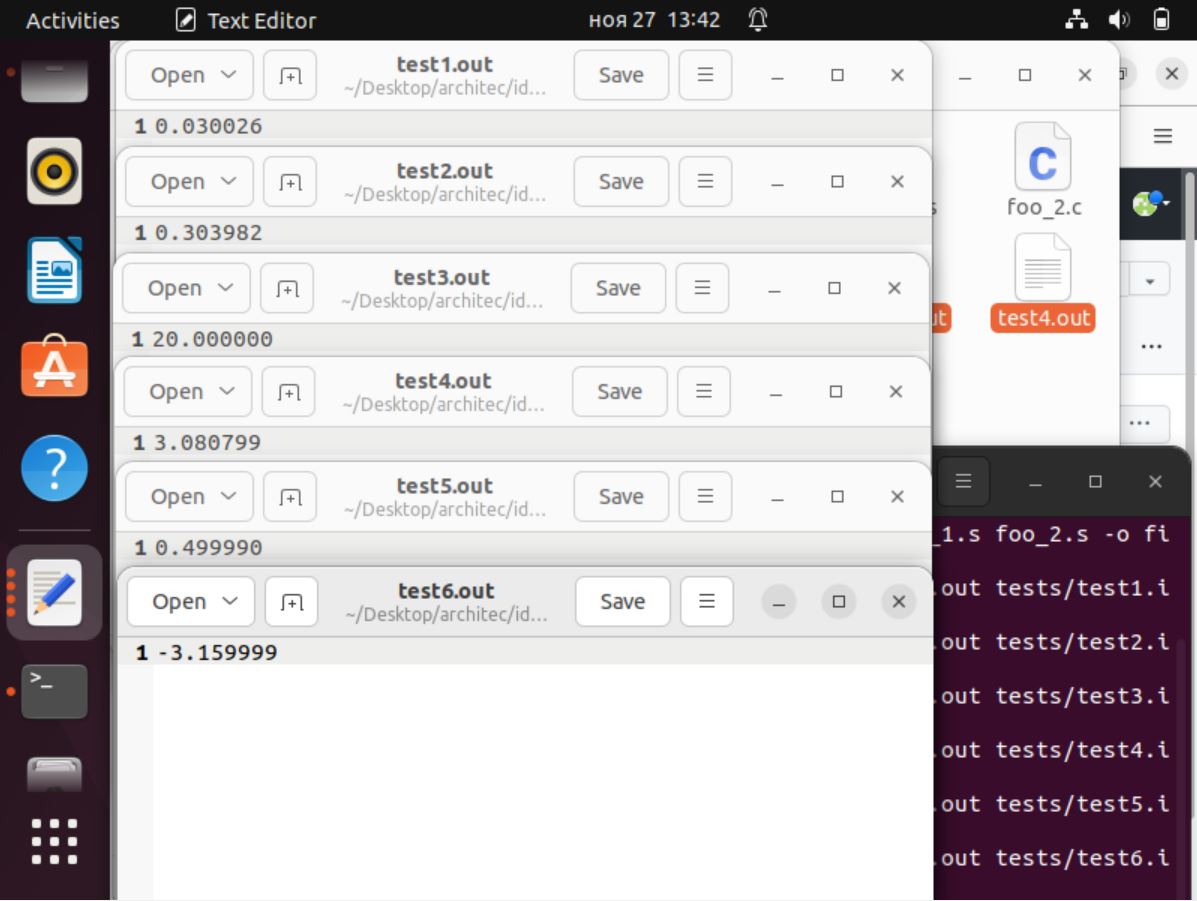 Activities Text Editor ноя 27 13:42
Open test1.out Save
~/Desktop/architec/id...
1 0.030026
Open test2.out Save
~/Desktop/architec/id...
1 0.303982
foo_2.c
Open test3.out Save
~/Desktop/architec/id...
1 20.000000
test4.out
Open test4.out Save
~/Desktop/architec/id...
1 3.080799
Open test5.out Save
~/Desktop/architec/id...
1 0.499990
Open test6.out Save
~/Desktop/architec/id...
1 -3.159999
_1.s foo_2.s -o fi
.out tests/test1.i
.out tests/test2.i
.out tests/test3.i
.out tests/test4.i
.out tests/test5.i
.out tests/test6.i